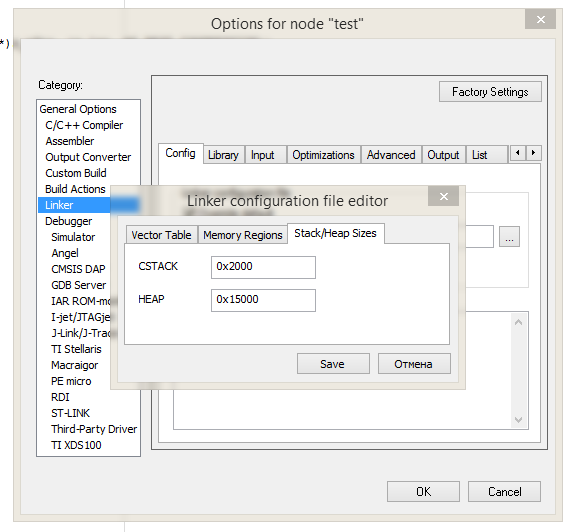 Options for node "test"
*)
Category:
Factory Settings
General Options
C/C++ Compiler
Assembler
Output Converter
Custom Build
Build Actions
Linker
Debugger
Simulator
Angel
CMSIS DAP
GDB Server
IAR ROM-mo
I-jet/JTAGjet
J-Link/J-Trace
TI Stellaris
Macraigor
PE micro
RDI
ST-LINK
Third-Party Driver
TI XDS100
Config Library Input Optimizations Advanced Output List
...
Linker configuration file editor
Vector Table Memory Regions Stack/Heap Sizes
CSTACK 0x2000
HEAP 0x15000
Save Отмена
OK Cancel